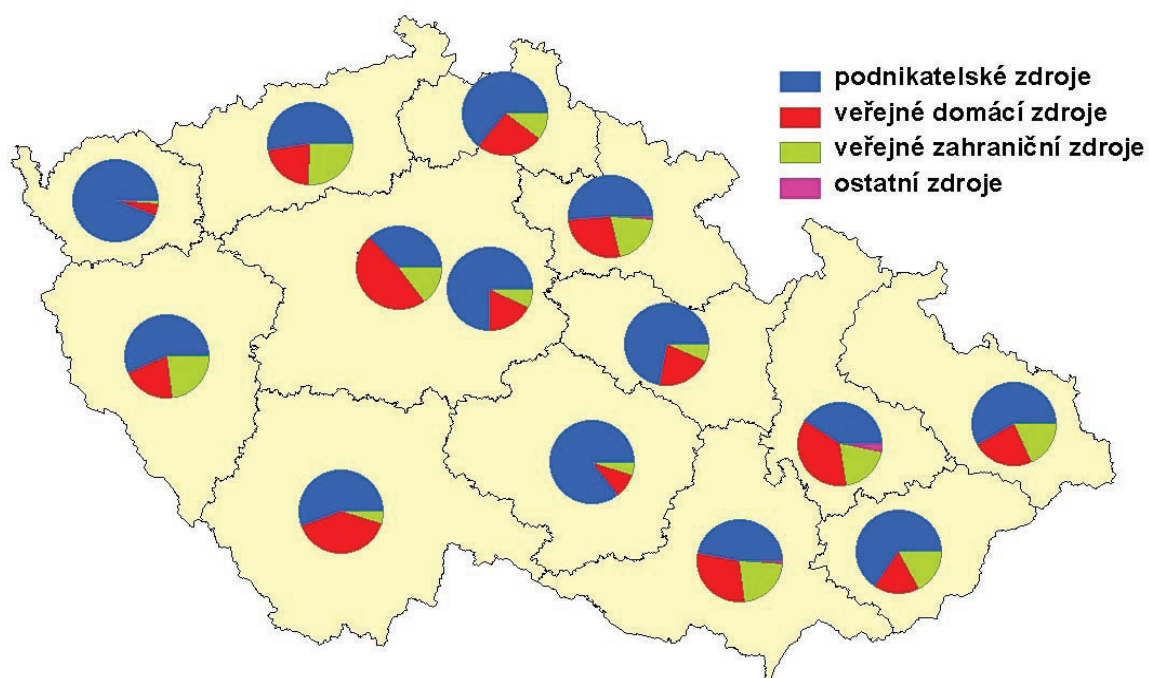 podnikatelské zdroje
veřejné domácí zdroje
veřejné zahraniční zdroje
ostatní zdroje